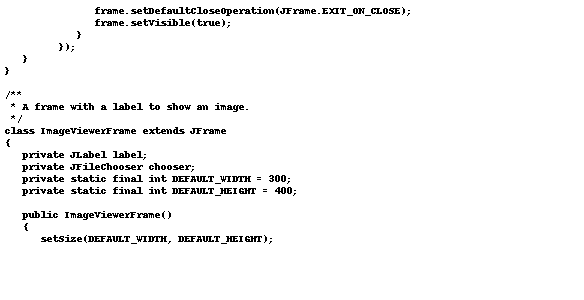 frame.setDefaultCloseOperation(JFrame.EXIT_ON_CLOSE);
frame.setVisible(true);
}
});
}
}
/**
* A frame with a label to show an image.
*/
class ImageViewerFrame extends JFrame
{
private JLabel label;
private JFileChooser chooser;
private static final int DEFAULT_WIDTH = 300;
private static final int DEFAULT_HEIGHT = 400;
public ImageViewerFrame()
{
setSize(DEFAULT_WIDTH, DEFAULT_HEIGHT);